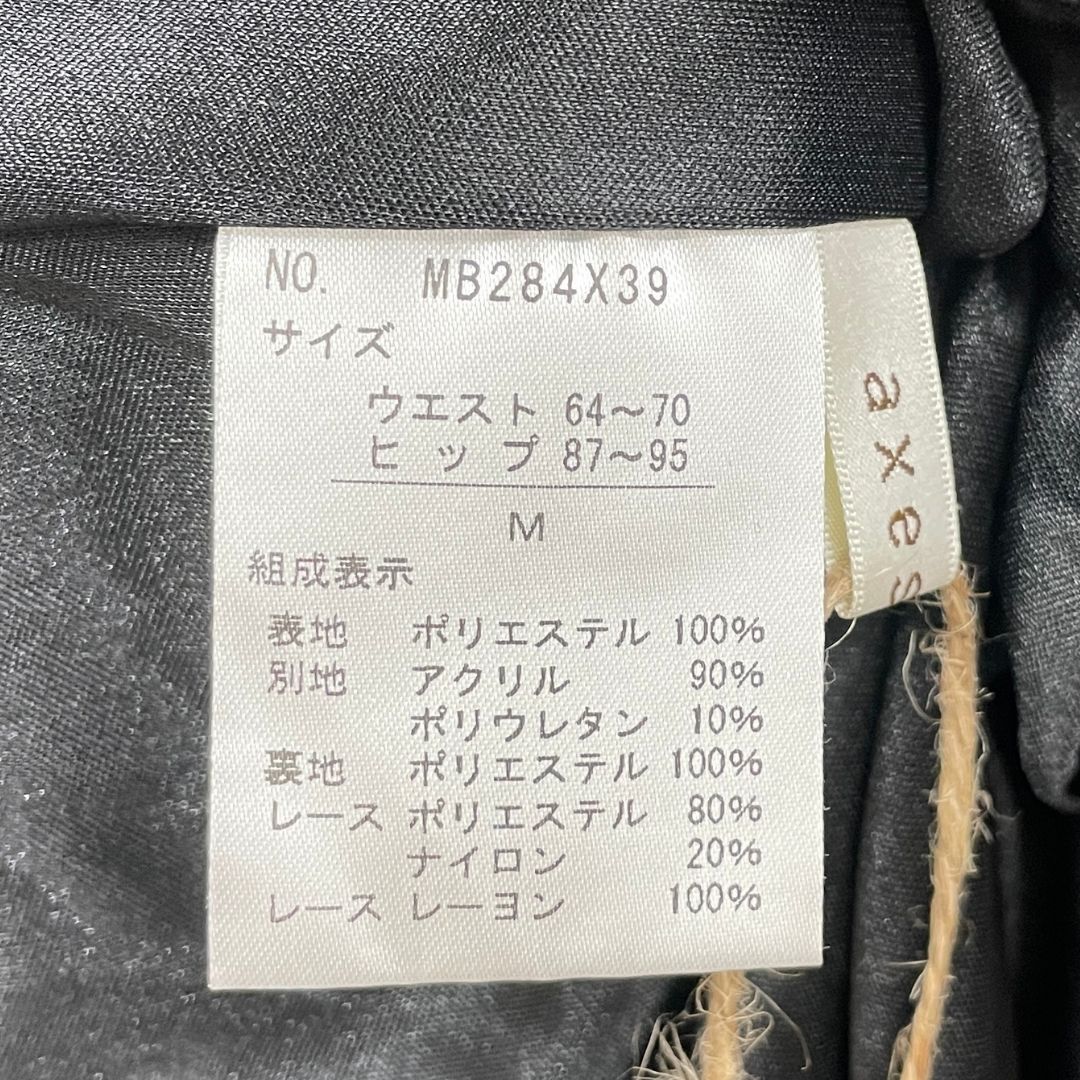 NO. MB284X39
サイズ
ウエスト 64〜70
ヒップ 87〜95
M
組成表示
表地 ポリエステル 100%
別地 アクリル 90%
ポリウレタン 10%
裏地 ポリエステル 100%
レース ポリエステル 80%
ナイロン 20%
レース レーヨン 100%
axes